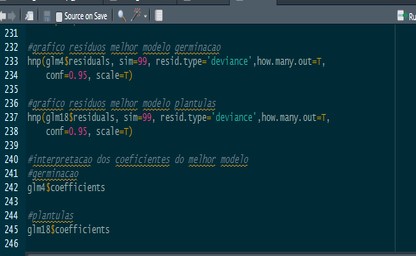 Source on Save
Ru
231
232 #grafico residuos melhor modelo germinacao
233 hnp(glm4$residuals, sim=99, resid.type='deviance',how.many.out=T,
234 conf=0.95, scale=T)
235
236 #grafico residuos melhor modelo plantulas
237 hnp(glm18$residuals, sim=99, resid.type='deviance',how.many.out=T,
238 conf=0.95, scale=T)
239
240 #interpretacao dos coeficientes do melhor modelo
241 #germinacao
242 glm4$coefficients
243
244 #plantulas
245 glm18$coefficients
246